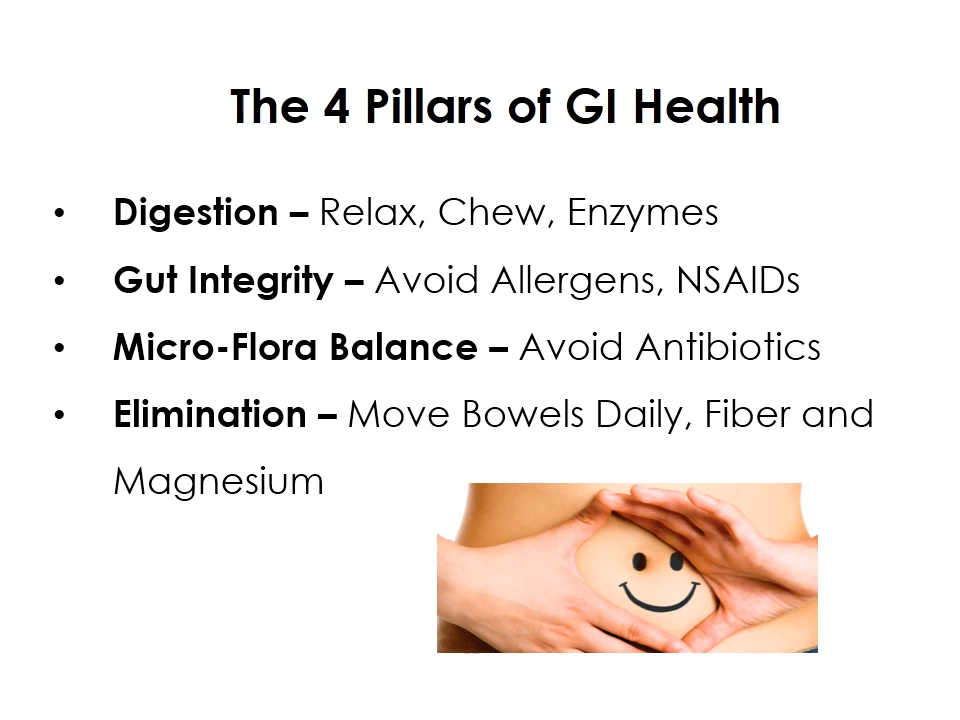 The 4 Pillars of GI Health
• Digestion – Relax, Chew, Enzymes
• Gut Integrity – Avoid Allergens, NSAIDs
• Micro-Flora Balance – Avoid Antibiotics
• Elimination – Move Bowels Daily, Fiber and
Magnesium